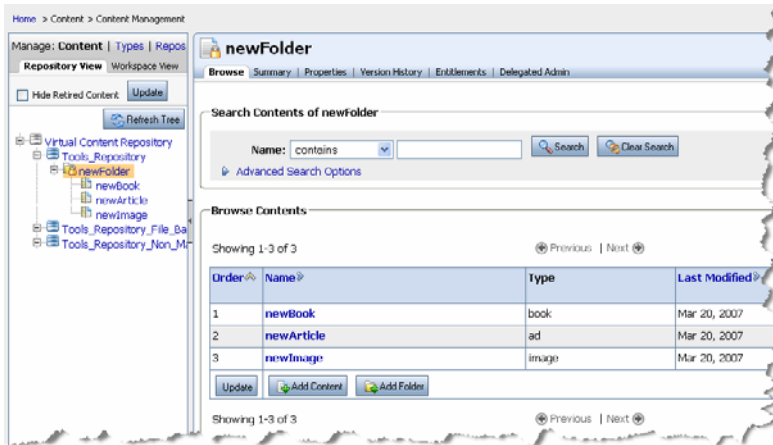 Home > Content > Content Management
Manage: Content | Types | Repos
Repository View Workspace View
Hide Retired Content Update
Refresh Tree
Virtual Content Repository
Tools_Repository
newFolder
newBook
newArticle
newImage
Tools_Repository_File_Ba
Tools_Repository_Non_M
newFolder
Browse Summary | Properties | Version History | Entitlements | Delegated Admin
Search Contents of newFolder
Name: contains Search Clear Search
Advanced Search Options
Browse Contents
Showing 1-3 of 3 Previous | Next
Order Name Type Last Modified
1 newBook book Mar 20, 2007
2 newArticle ad Mar 20, 2007
3 newImage image Mar 20, 2007
Update Add Content Add Folder
Showing 1-3 of 3 Previous | Next